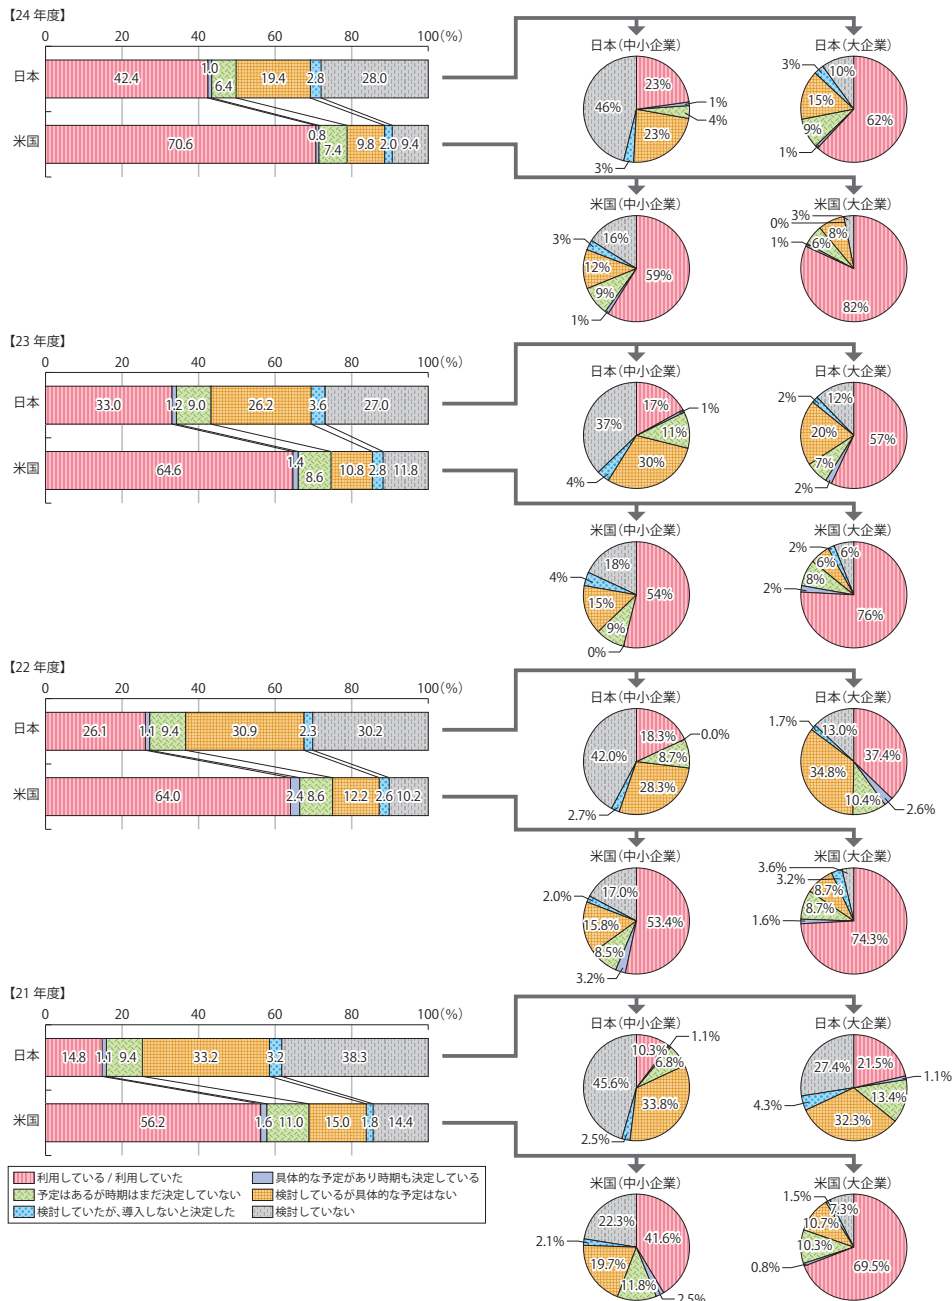 【24 年度】
0 20 40 60 80 100(%)
日本 42.4 1.0 6.4 19.4 2.8 28.0
米国 70.6 0.8 7.4 9.8 2.0 9.4
日本（中小企業）
23% 1% 4% 23% 3% 46%
日本（大企業）
62% 1% 9% 15% 3% 10%
米国（中小企業）
59% 1% 9% 12% 3% 16%
米国（大企業）
82% 1% 6% 8% 0% 3%
【23 年度】
0 20 40 60 80 100(%)
日本 33.0 1.2 9.0 26.2 3.6 27.0
米国 64.6 1.4 8.6 10.8 2.8 11.8
日本（中小企業）
17% 1% 11% 30% 4% 37%
日本（大企業）
57% 2% 7% 20% 2% 12%
米国（中小企業）
54% 0% 9% 15% 4% 18%
米国（大企業）
76% 2% 8% 6% 2% 6%
【22 年度】
0 20 40 60 80 100(%)
日本 26.1 1.1 9.4 30.9 2.3 30.2
米国 64.0 2.4 8.6 12.2 2.6 10.2
日本（中小企業）
18.3% 0.0% 8.7% 28.3% 2.7% 42.0%
日本（大企業）
37.4% 2.6% 10.4% 34.8% 1.7% 13.0%
米国（中小企業）
53.4% 3.2% 8.5% 15.8% 2.0% 17.0%
米国（大企業）
74.3% 1.6% 8.7% 8.7% 3.2% 3.6%
【21 年度】
0 20 40 60 80 100(%)
日本 14.8 1.1 9.4 33.2 3.2 38.3
米国 56.2 1.6 11.0 15.0 1.8 14.4
日本（中小企業）
10.3% 1.1% 6.8% 33.8% 2.5% 45.6%
日本（大企業）
21.5% 1.1% 13.4% 32.3% 4.3% 27.4%
米国（中小企業）
41.6% 2.5% 11.8% 19.7% 2.1% 22.3%
米国（大企業）
69.5% 0.8% 10.3% 10.7% 1.5% 7.3%
利用している / 利用していた 具体的な予定があり時期も決定している
予定はあるが時期はまだ決定していない 検討しているが具体的な予定はない
検討していたが、導入しないと決定した 検討していない